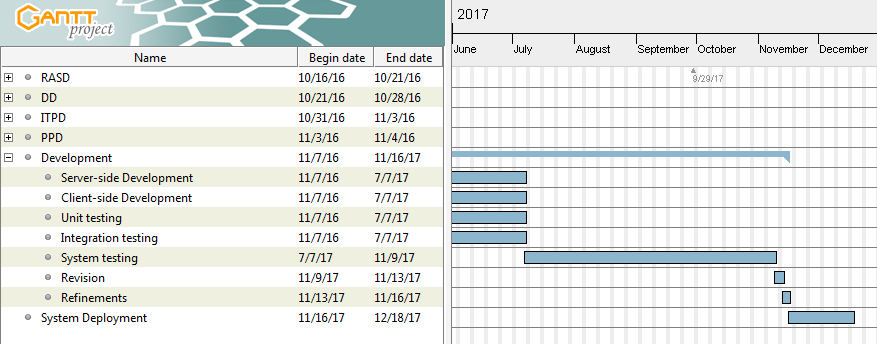 GANTT
project
2017
Name Begin date End date
June July August September October November December
9/29/17
RASD 10/16/16 10/21/16
DD 10/21/16 10/28/16
ITPD 10/31/16 11/3/16
PPD 11/3/16 11/4/16
Development 11/7/16 11/16/17
Server-side Development 11/7/16 7/7/17
Client-side Development 11/7/16 7/7/17
Unit testing 11/7/16 7/7/17
Integration testing 11/7/16 7/7/17
System testing 7/7/17 11/9/17
Revision 11/9/17 11/13/17
Refinements 11/13/17 11/16/17
System Deployment 11/16/17 12/18/17